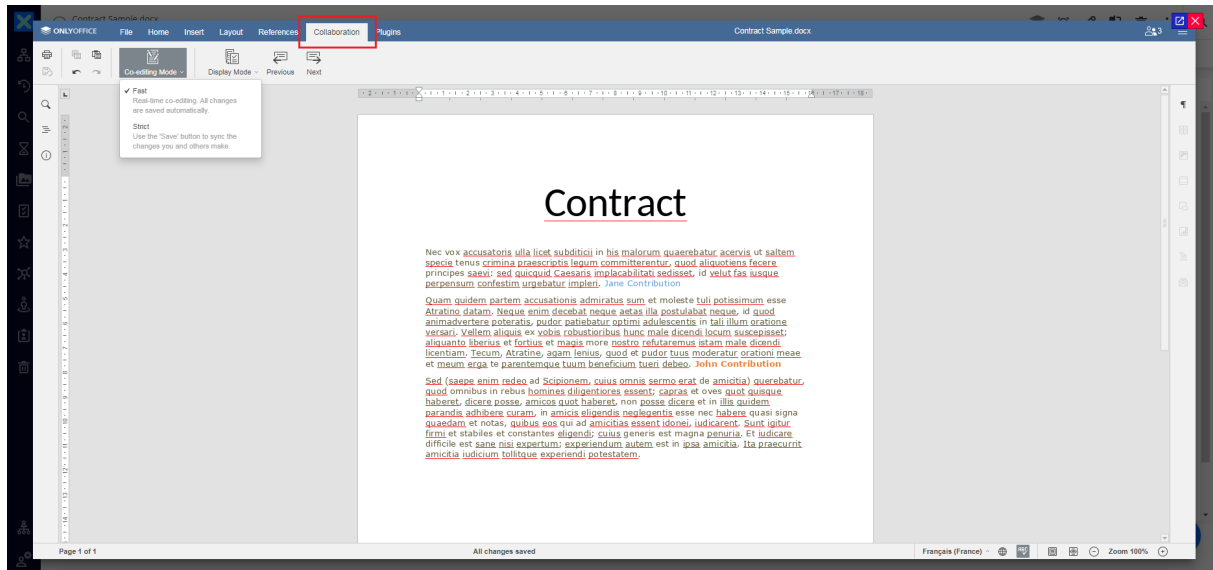 Contract Sample.docx
ONLYOFFICE File Home Insert Layout References Collaboration Plugins Contract Sample.docx 3
Co-editing Mode Display Mode Previous Next
Fast
Real-time co-editing. All changes
are saved automatically.
Strict
Use the 'Save' button to sync the
changes you and others make.
Contract
Nec vox accusatoris ulla licet subditicii in his malorum quaerebatur acervis ut saltem
specie tenus crimina praescriptis legum committerentur, quod aliquotiens fecere
principes saevi: sed quicquid Caesaris implacabilitati sedisset, id velut fas iusque
perpensum confestim urgebatur impleri. Jane Contribution
Quam quidem partem accusationis admiratus sum et moleste tuli potissimum esse
Atratino datam. Neque enim decebat neque aetas illa postulabat neque, id quod
animadvertere poteratis, pudor patiebatur optimi adulescentis in tali illum oratione
versari. Vellem aliquis ex vobis robustioribus hunc male dicendi locum suscepisset;
aliquanto liberius et fortius et magis more nostro refutaremus istam male dicendi
licentiam. Tecum, Atratine, agam lenius, quod et pudor tuus moderatur orationi meae
et meum erga te parentemque tuum beneficium tueri debeo. John Contribution
Sed (saepe enim redeo ad Scipionem, cuius omnis sermo erat de amicitia) querebatur,
quod omnibus in rebus homines diligentiores essent; capras et oves quot quisque
haberet, dicere posse, amicos quot haberet, non posse dicere et in illis quidem
parandis adhibere curam, in amicis eligendis neglegentis esse nec habere quasi signa
quaedam et notas, quibus eos qui ad amicitias essent idonei, iudicarent. Sunt igitur
firmi et stabiles et constantes eligendi; cuius generis est magna penuria. Et iudicare
difficile est sane nisi expertum; experiendum autem est in ipsa amicitia. Ita praecurrit
amicitia iudicium tollitque experiendi potestatem.
Page 1 of 1 All changes saved Français (France) Zoom 100%